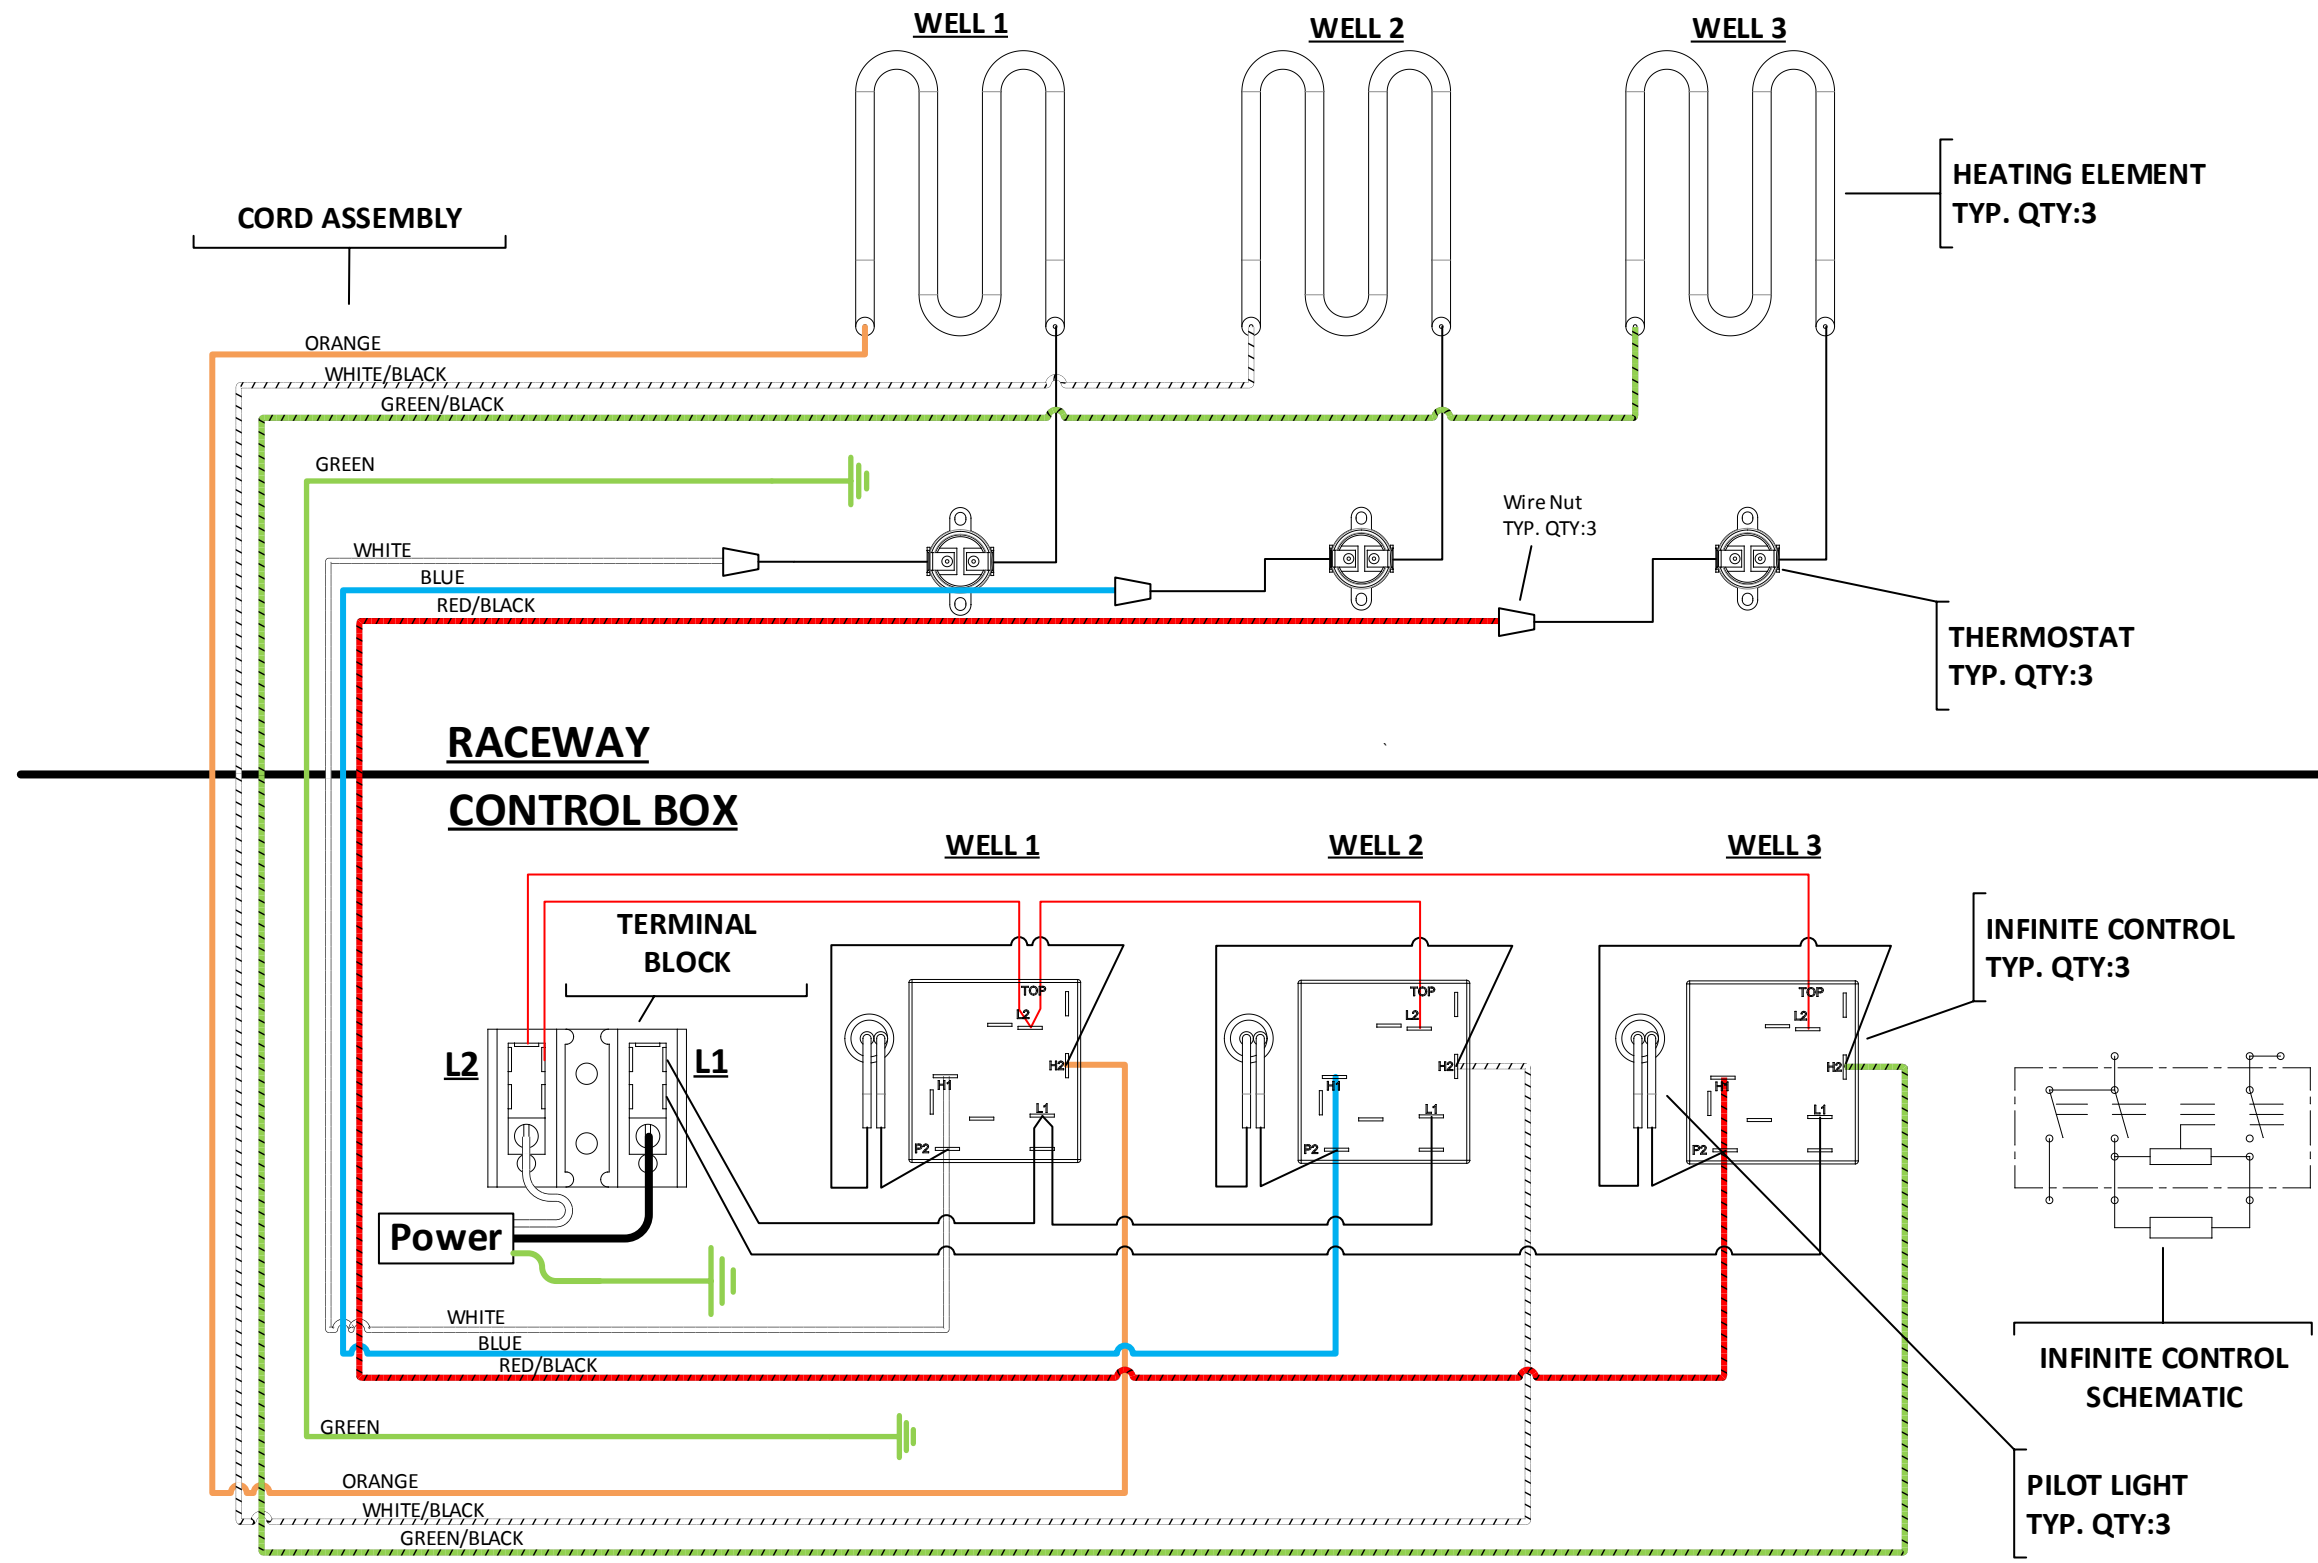 WELL 1
WELL 2
WELL 3
HEATING ELEMENT
TYP. QTY:3
CORD ASSEMBLY
ORANGE
WHITE/BLACK
GREEN/BLACK
GREEN
Wire Nut
TYP. QTY:3
WHITE
BLUE
RED/BLACK
THERMOSTAT
TYP. QTY:3
RACEWAY
CONTROL BOX
WELL 1
WELL 2
WELL 3
TERMINAL
BLOCK
INFINITE CONTROL
TYP. QTY:3
TOP
L2
H2
H1
L1
P2
TOP
L2
H2
H1
L1
P2
TOP
L2
H2
H1
L1
P2
L2
L1
Power
WHITE
BLUE
RED/BLACK
INFINITE CONTROL
SCHEMATIC
GREEN
ORANGE
WHITE/BLACK
GREEN/BLACK
PILOT LIGHT
TYP. QTY:3